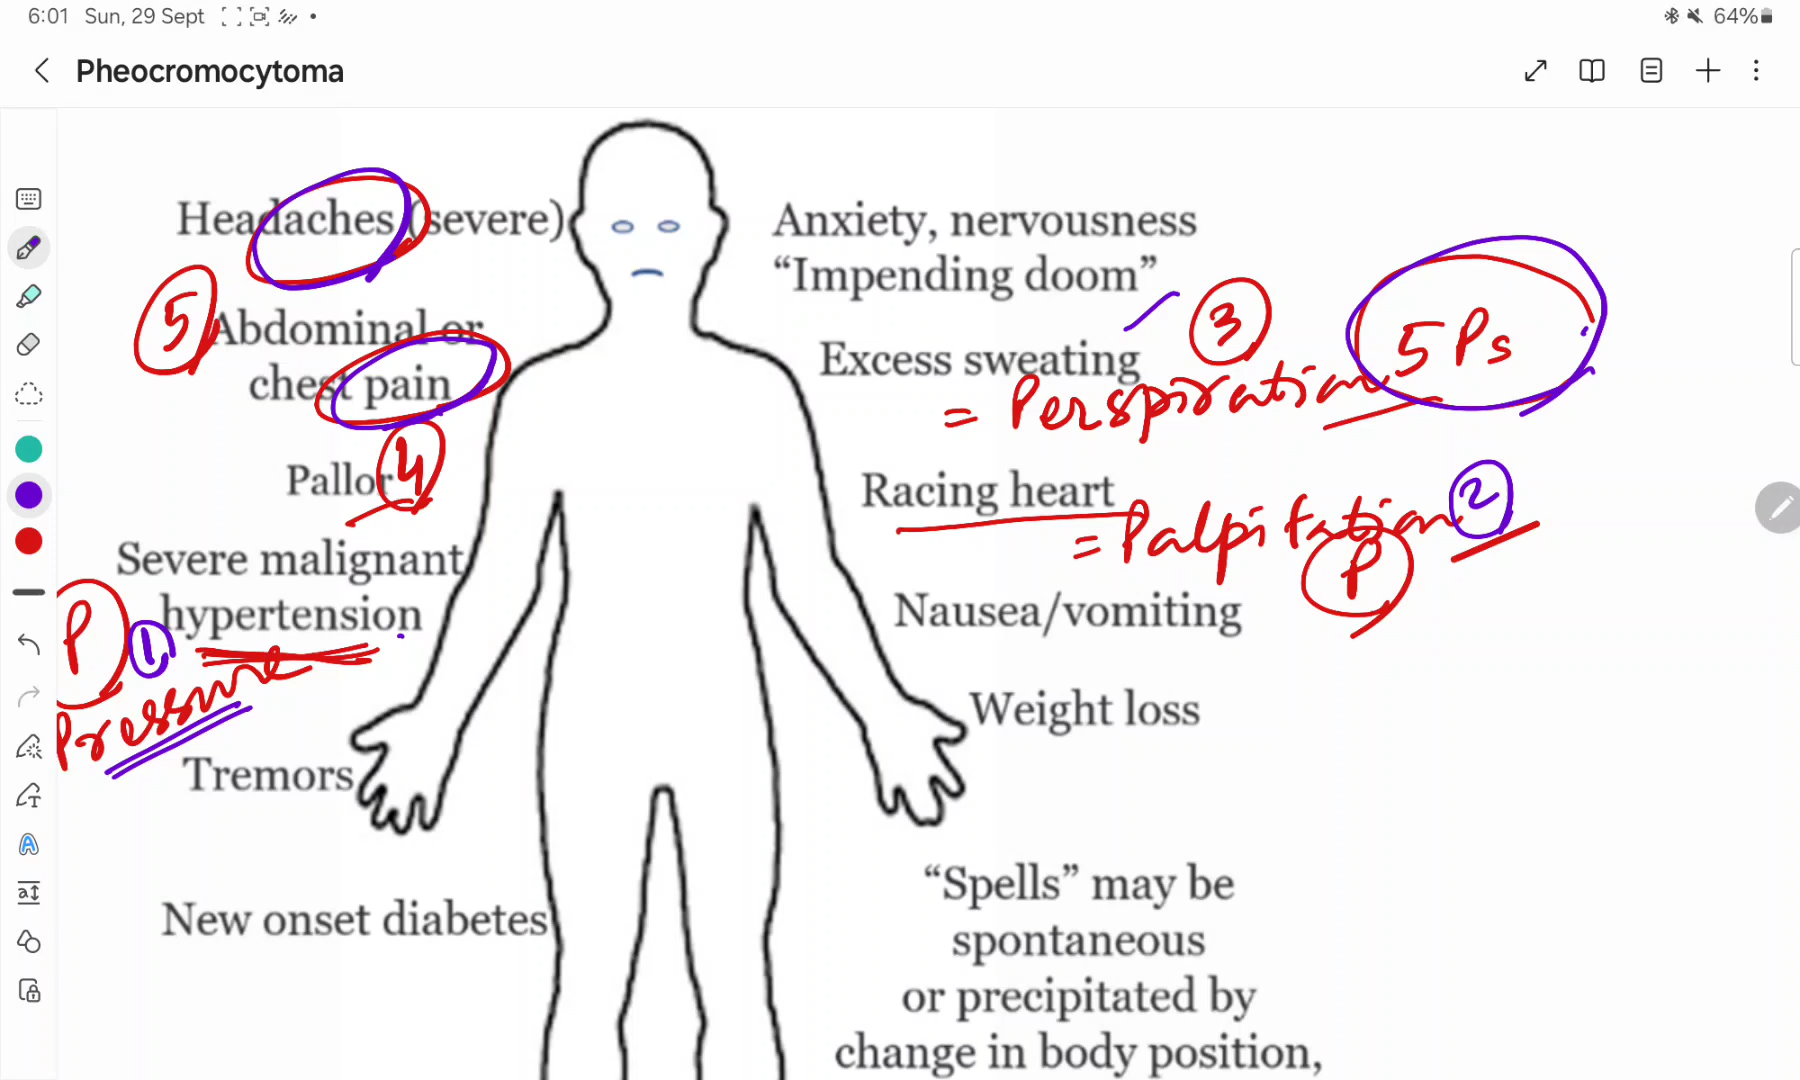 6:01 Sun, 29 Sept
64%
Pheocromocytoma
Headaches (severe)
Anxiety, nervousness
“Impending doom”
5
Abdominal or
chest pain
3
5 Ps
Excess sweating
= Perspiration
4
Pallor
Racing heart
2
= Palpitation
P
Severe malignant
hypertension
P
1
Pressure
Nausea/vomiting
Weight loss
Tremors
New onset diabetes
“Spells” may be
spontaneous
or precipitated by
change in body position,